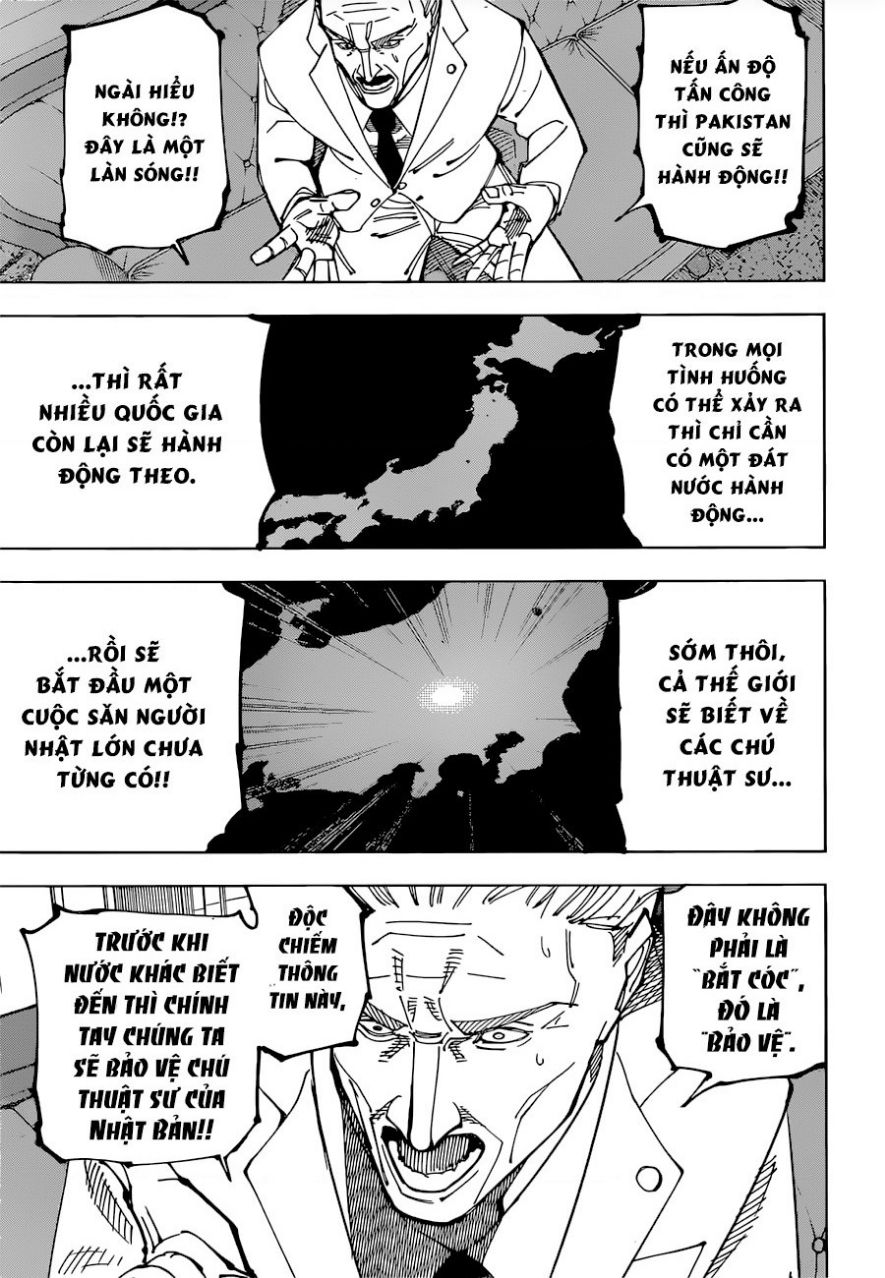 NẾU ẤN ĐỘ
TẤN CÔNG
THÌ PAKISTAN
CŨNG SẼ
HÀNH ĐỘNG!!
NGÀI HIỂU
KHÔNG!?
ĐÂY LÀ MỘT
LÀN SÓNG!!
TRONG MỌI
TÌNH HUỐNG
CÓ THỂ XẢY RA
THÌ CHỈ CẦN
CÓ MỘT ĐÁT
NƯỚC HÀNH
ĐỘNG...
...THÌ RẤT
NHIỀU QUỐC GIA
CÒN LẠI SẼ HÀNH
ĐỘNG THEO.
SỚM THÔI,
CẢ THẾ GIỚI
SẼ BIẾT VỀ
CÁC CHÚ
THUẬT SƯ...
...RỒI SẼ
BẮT ĐẦU MỘT
CUỘC SĂN NGƯỜI
NHẬT LỚN CHƯA
TỪNG CÓ!!
ĐÂY KHÔNG
PHẢI LÀ
"BẮT CÓC",
ĐÓ LÀ
"BẢO VỆ".
ĐỘC
CHIẾM
THÔNG
TIN NÀY,
TRƯỚC KHI
NƯỚC KHÁC BIẾT
ĐẾN THÌ CHÍNH
TAY CHÚNG TA
SẼ BẢO VỆ CHÚ
THUẬT SƯ CỦA
NHẬT BẢN!!